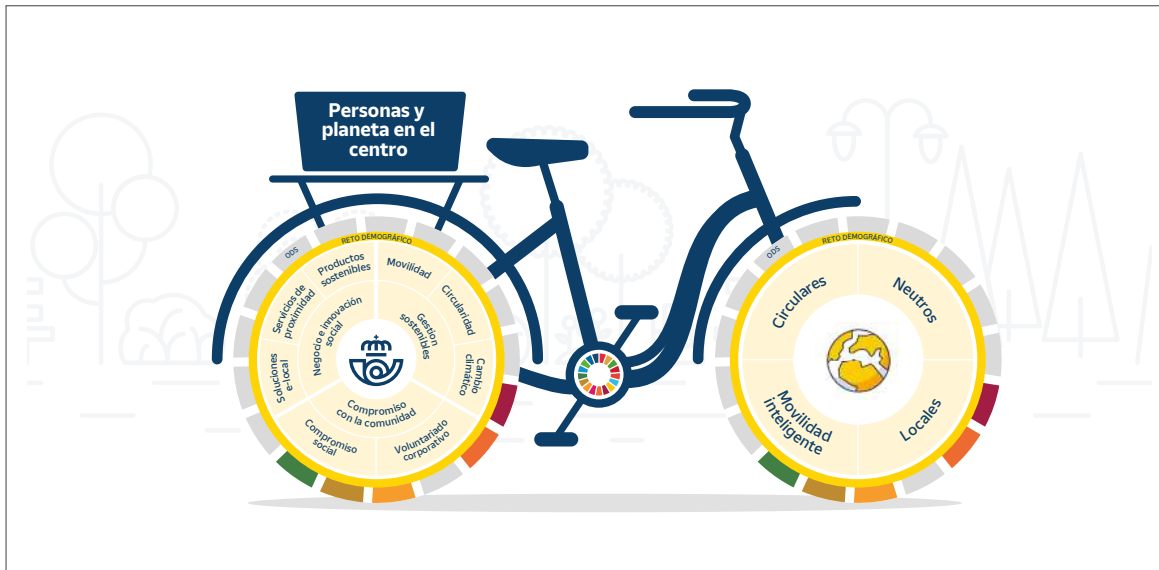 Personas y
planeta en el
centro
ODS
RETO DEMOGRÁFICO
Productos
sostenibles
Movilidad
Servicios de
proximidad
Circularidad
Negocio e innovación
social
Gestion
sostenibles
Soluciones
e-local
Cambio
climático
Compromiso
con la comunidad
Compromiso
social
Voluntariado
corporativo
ODS
RETO DEMOGRÁFICO
Circulares
Neutros
Movilidad
inteligente
Locales